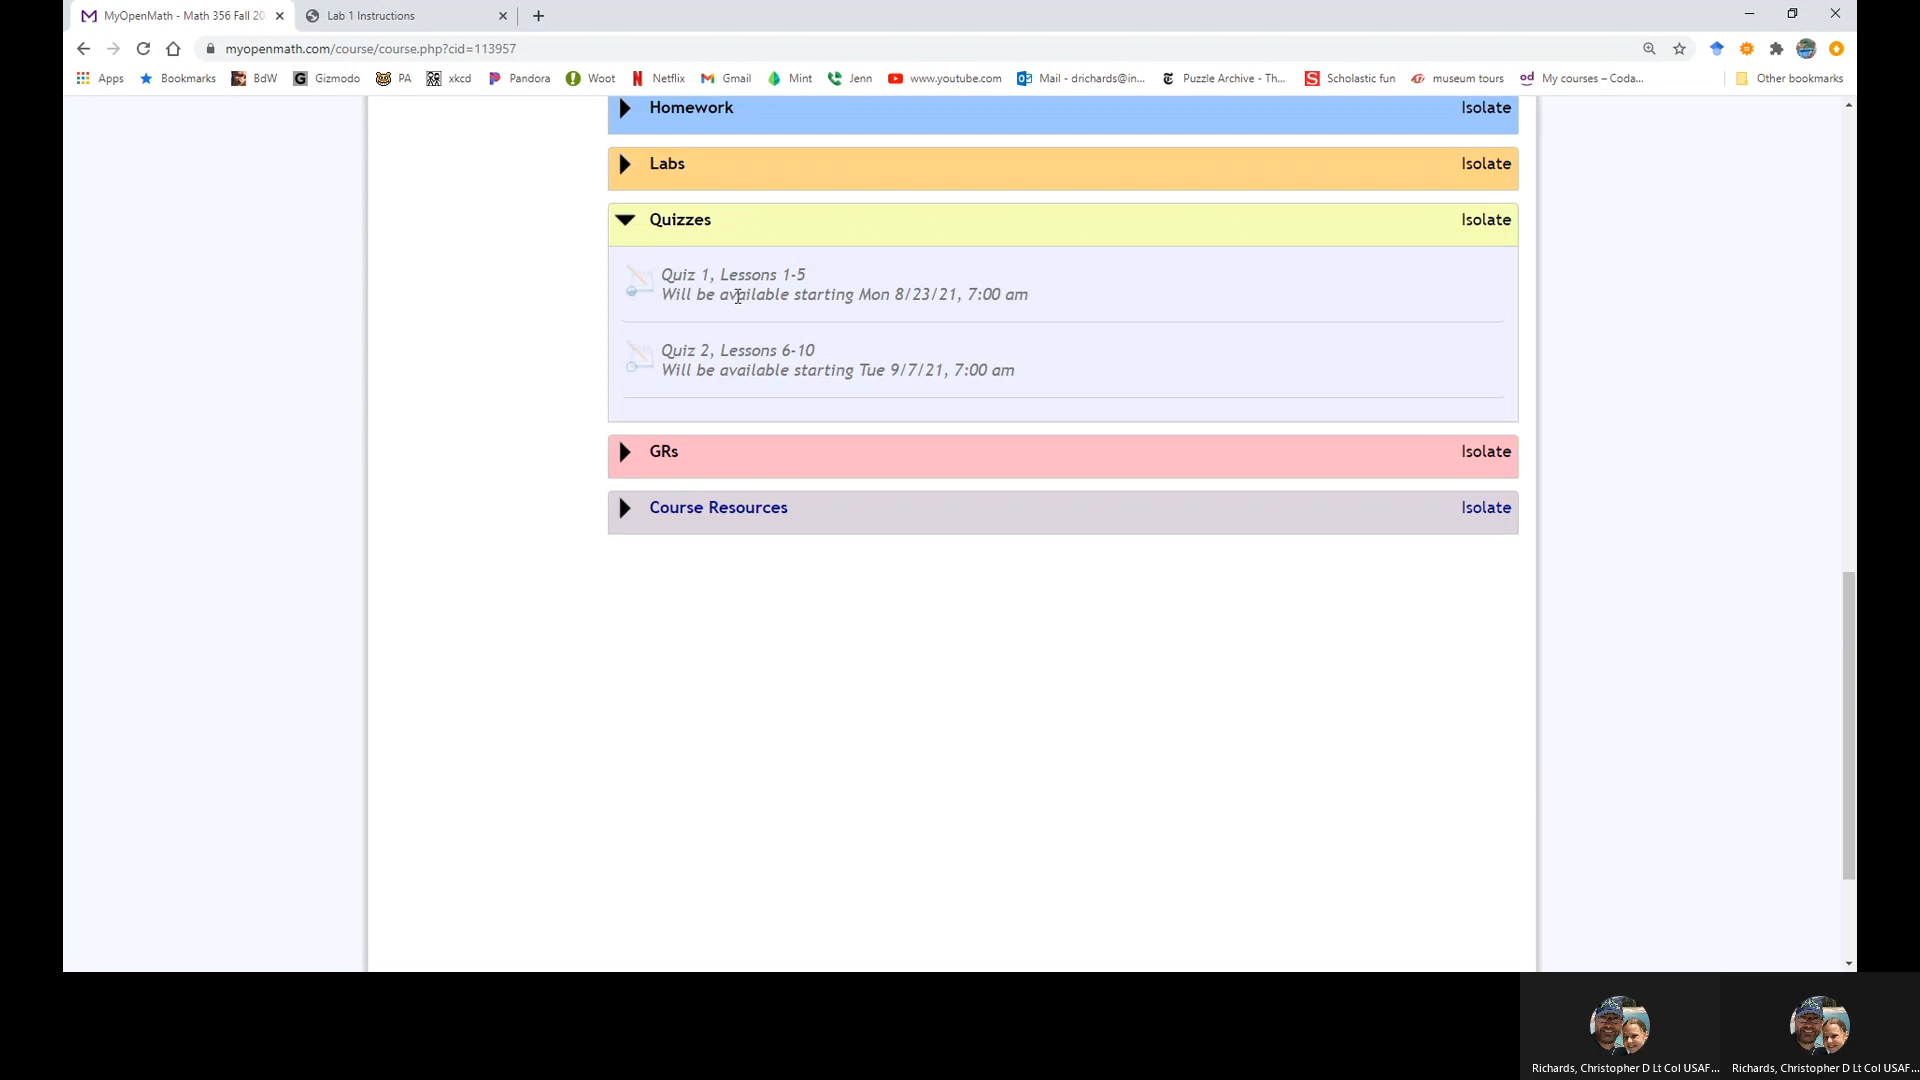 MyOpenMath - Math 356 Fall 20
Lab 1 Instructions
myopenmath.com/course/course.php?cid=113957
Apps
Bookmarks
BdW
Gizmodo
PA
xkcd
Pandora
Woot
Netflix
Gmail
Mint
Jenn
www.youtube.com
Mail - drichards@in...
Puzzle Archive - Th...
Scholastic fun
museum tours
My courses – Coda...
Other bookmarks
Homework Isolate
Labs Isolate
Quizzes Isolate
Quiz 1, Lessons 1-5
Will be available starting Mon 8/23/21, 7:00 am
Quiz 2, Lessons 6-10
Will be available starting Tue 9/7/21, 7:00 am
GRs Isolate
Course Resources Isolate
Richards, Christopher D Lt Col USAF...
Richards, Christopher D Lt Col USAF...